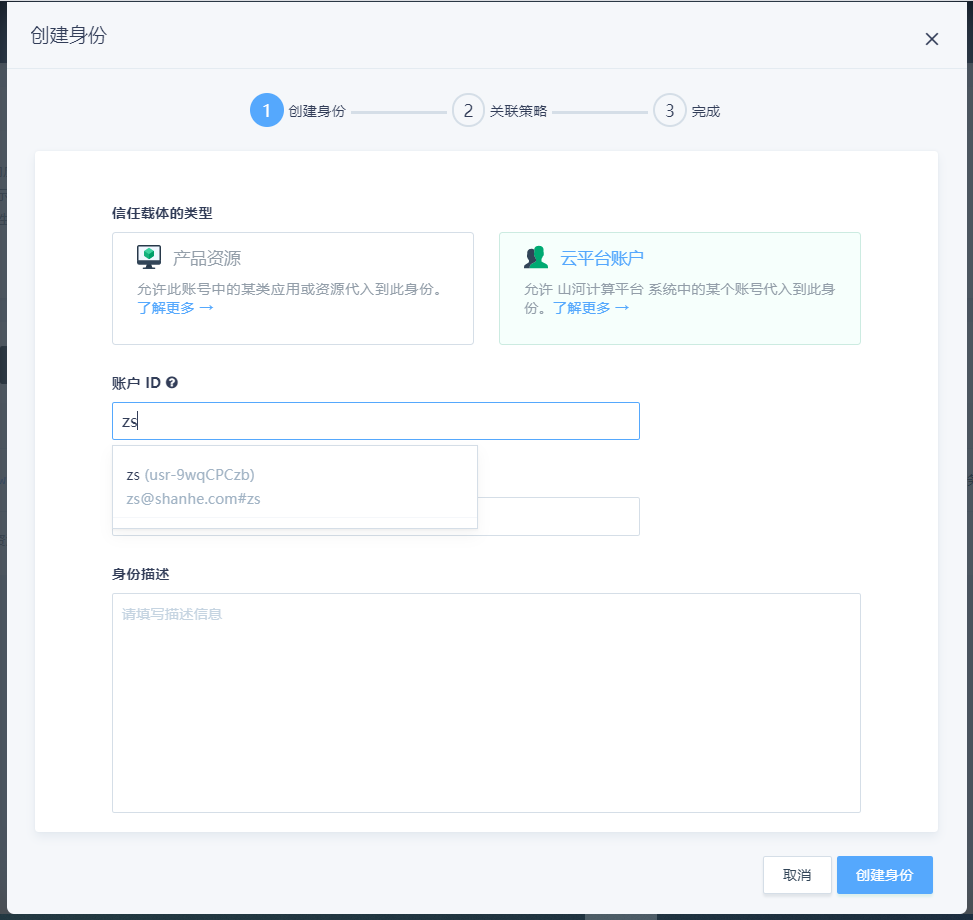 创建身份
1 创建身份 2 关联策略 3 完成
信任载体的类型
产品资源
允许此账号中的某类应用或资源代入到此身份。
了解更多 →
云平台账户
允许 山河计算平台 系统中的某个账号代入到此身
份。了解更多 →
账户 ID
zs
zs (usr-9wqCPCzb)
zs@shanhe.com#zs
身份描述
请填写描述信息
取消
创建身份